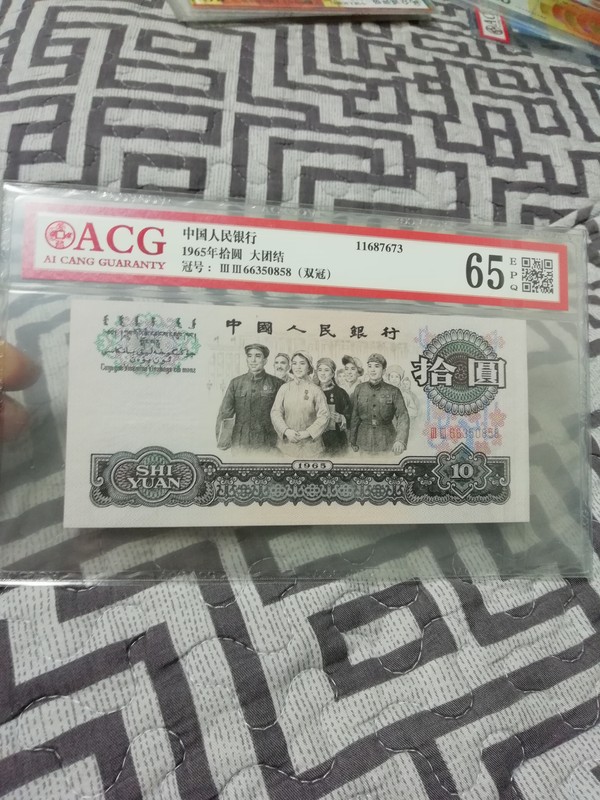 ACG
AI CANG GUARANTY
中国人民银行
1965年拾圆 大团结
冠号： ⅢⅢ66350858（双冠）
11687673
65
EPQ
中國人民銀行
拾圓
ⅢⅢ66350858
SHI
YUAN
1965
10